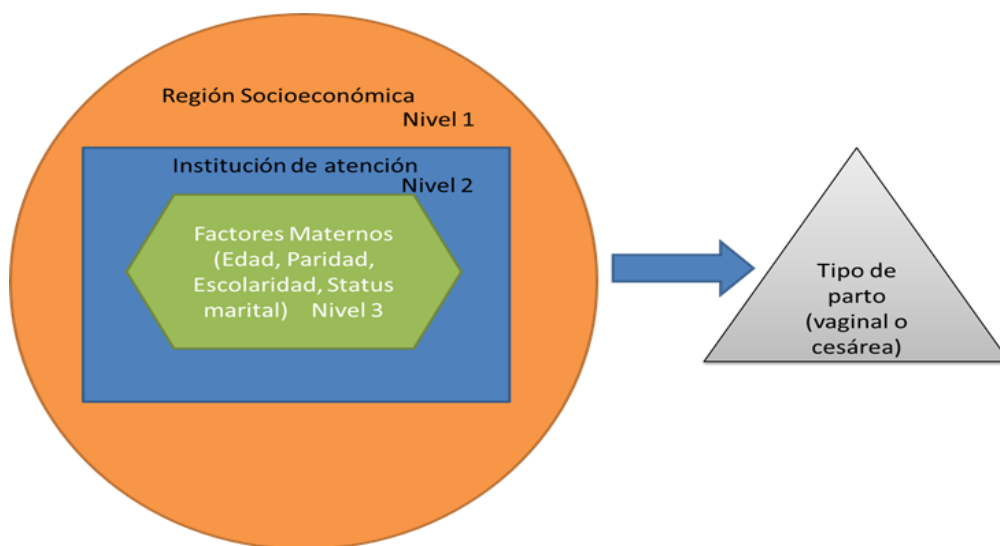 Región Socioeconómica
Nivel 1
Institución de atención
Nivel 2
Factores Maternos
(Edad, Paridad,
Escolaridad, Status
marital) Nivel 3
Tipo de
parto
(vaginal o
cesárea)